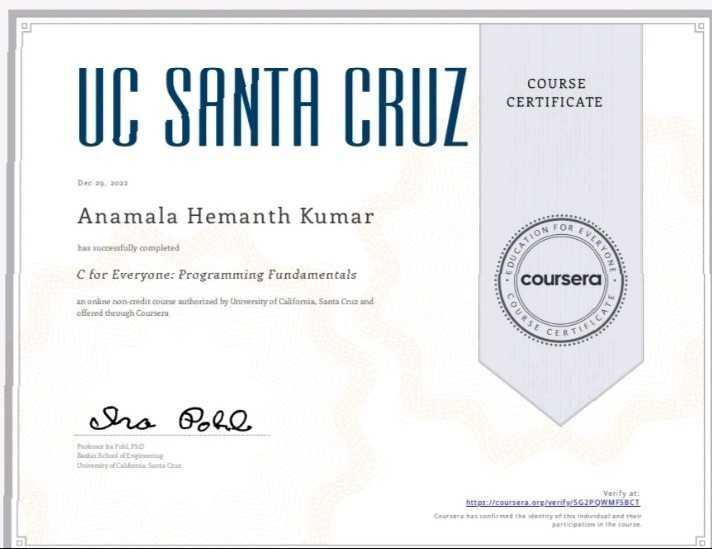 UC SANTA CRUZ
COURSE
CERTIFICATE
Dec 29, 2022
Anamala Hemanth Kumar
has successfully completed
C for Everyone: Programming Fundamentals
an online non-credit course authorized by University of California, Santa Cruz and
offered through Coursera
EDUCATION FOR EVERYONE
coursera
COURSE CERTIFICATE
Ira Pohl
Professor Ira Pohl, PhD
Baskin School of Engineering
University of California, Santa Cruz
Verify at:
https://coursera.org/verify/5G2PQWMF5BCT
Coursera has confirmed the identity of this individual and their
participation in the course.